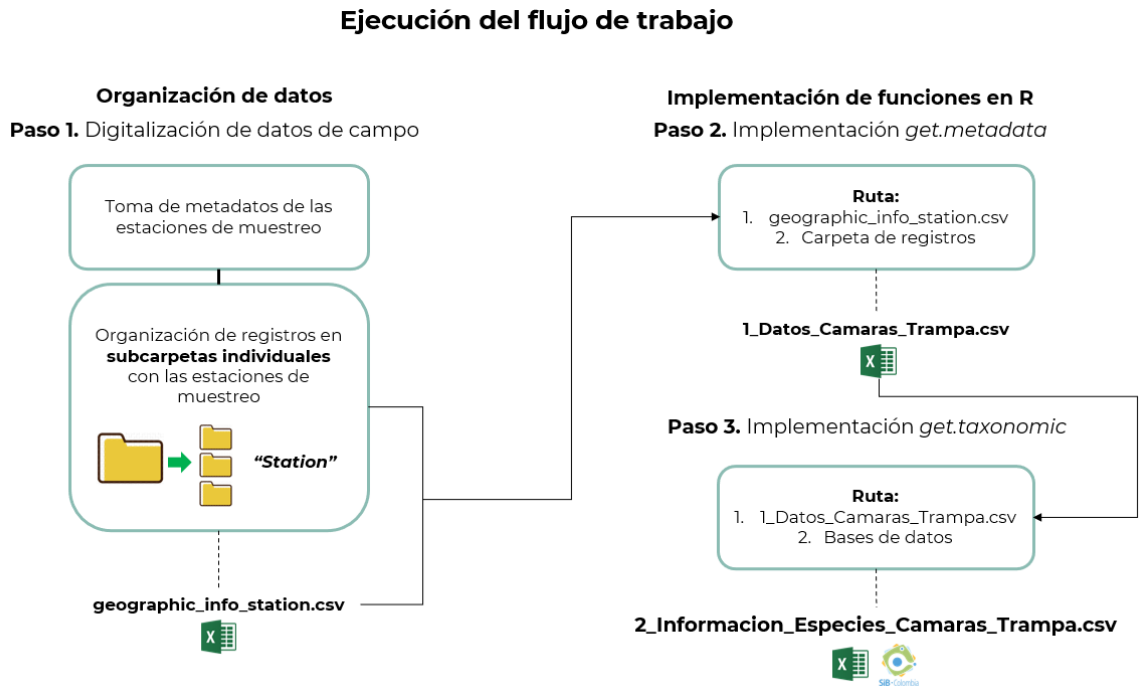 Ejecución del flujo de trabajo
Organización de datos
Paso 1. Digitalización de datos de campo
Toma de metadatos de las
estaciones de muestreo
Organización de registros en
subcarpetas individuales
con las estaciones de
muestreo
“Station”
geographic_info_station.csv
X
Implementación de funciones en R
Paso 2. Implementación get.metadata
Ruta:
1. geographic_info_station.csv
2. Carpeta de registros
1_Datos_Camaras_Trampa.csv
X
Paso 3. Implementación get.taxonomic
Ruta:
1. 1_Datos_Camaras_Trampa.csv
2. Bases de datos
2_Informacion_Especies_Camaras_Trampa.csv
X
SiB•Colombia